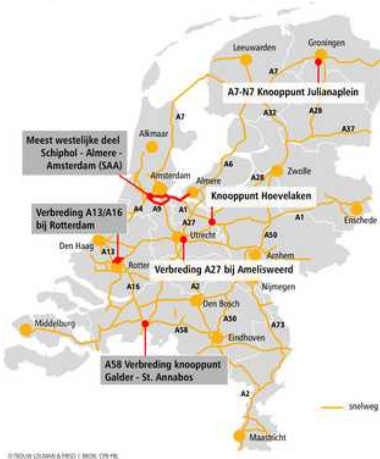 Leeuwarden
Groningen
A7
A7-N7 Knooppunt Julianaplein
A7
A32
A28
A37
Alkmaar
Meest westelijke deel
Schiphol - Almere -
Amsterdam (SAA)
A6
Amsterdam
Almere
A28
Zwolle
Knooppunt Hoevelaken
A4
A9
A1
A27
A1
Enschede
Verbreding A13/A16
bij Rotterdam
Utrecht
Den Haag
A13
A50
Arnhem
Rotter
Verbreding A27 bij Amelisweerd
A16
A2
Nijmegen
Den Bosch
A50
A73
Middelburg
A58
Eindhoven
A58 Verbreding knooppunt
Galder - St. Annabos
A2
snelweg
Maastricht